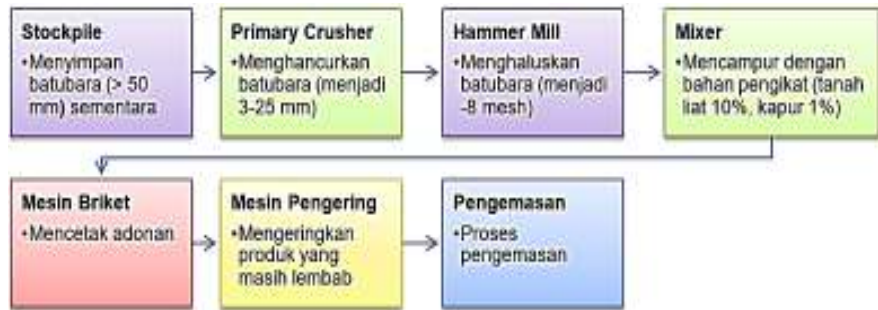 Stockpile
•Menyimpan
batubara (> 50
mm) sementara
Primary Crusher
•Menghancurkan
batubara (menjadi
3-25 mm)
Hammer Mill
•Menghaluskan
batubara (menjadi
-8 mesh)
Mixer
•Mencampur dengan
bahan pengikat (tanah
liat 10%, kapur 1%)
Mesin Briket
•Mencetak adonan
Mesin Pengering
•Mengeringkan
produk yang
masih lembab
Pengemasan
•Proses
pengemasan